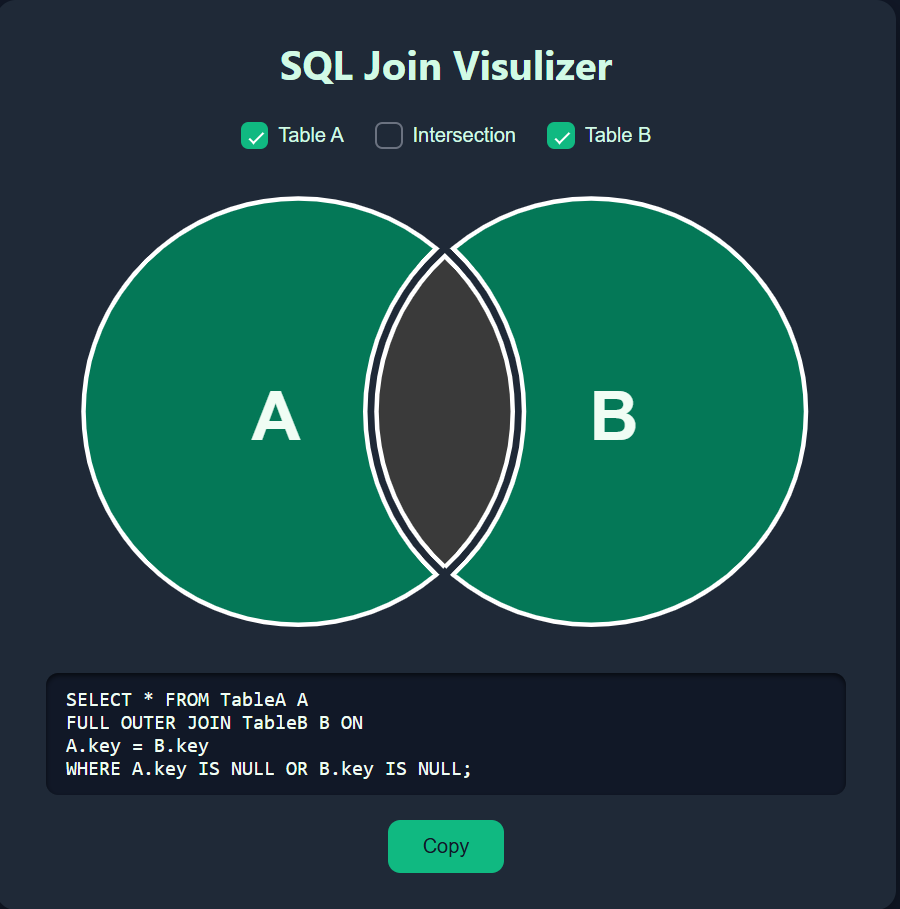 SQL Join Visulizer
Table A Intersection Table B
A B
SELECT * FROM TableA A
FULL OUTER JOIN TableB B ON
A.key = B.key
WHERE A.key IS NULL OR B.key IS NULL;
Copy